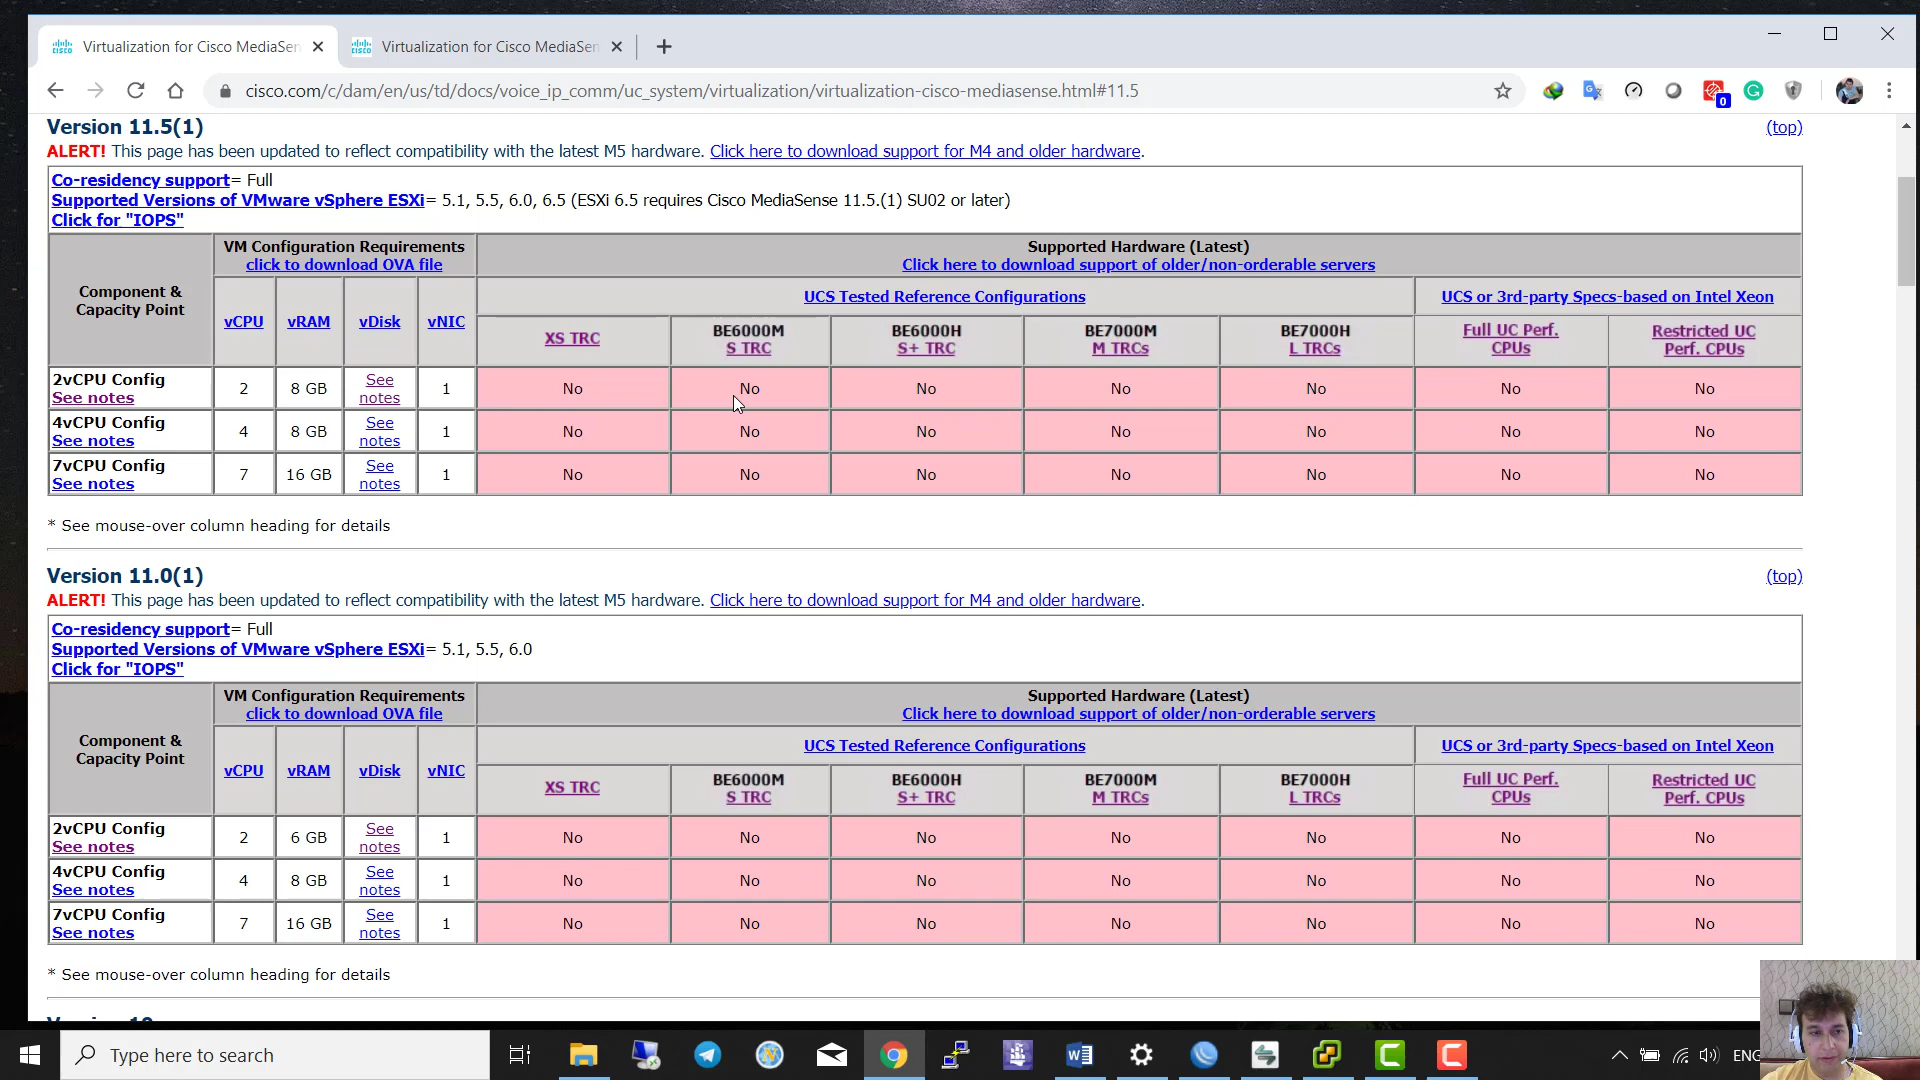 Virtualization for Cisco MediaSen
Virtualization for Cisco MediaSen
cisco.com/c/dam/en/us/td/docs/voice_ip_comm/uc_system/virtualization/virtualization-cisco-mediasense.html#11.5
0
Version 11.5(1)
(top)
ALERT! This page has been updated to reflect compatibility with the latest M5 hardware. Click here to download support for M4 and older hardware.
Co-residency support= Full
Supported Versions of VMware vSphere ESXi= 5.1, 5.5, 6.0, 6.5 (ESXi 6.5 requires Cisco MediaSense 11.5.(1) SU02 or later)
Click for "IOPS"
Component & Capacity Point
VM Configuration Requirements
click to download OVA file
Supported Hardware (Latest)
Click here to download support of older/non-orderable servers
vCPU vRAM vDisk vNIC
UCS Tested Reference Configurations
UCS or 3rd-party Specs-based on Intel Xeon
XS TRC
BE6000M S TRC
BE6000H S+ TRC
BE7000M M TRCs
BE7000H L TRCs
Full UC Perf. CPUs
Restricted UC Perf. CPUs
2vCPU Config See notes 2 8 GB See notes 1 No No No No No No No
4vCPU Config See notes 4 8 GB See notes 1 No No No No No No No
7vCPU Config See notes 7 16 GB See notes 1 No No No No No No No
* See mouse-over column heading for details
Version 11.0(1)
(top)
ALERT! This page has been updated to reflect compatibility with the latest M5 hardware. Click here to download support for M4 and older hardware.
Co-residency support= Full
Supported Versions of VMware vSphere ESXi= 5.1, 5.5, 6.0
Click for "IOPS"
Component & Capacity Point
VM Configuration Requirements
click to download OVA file
Supported Hardware (Latest)
Click here to download support of older/non-orderable servers
vCPU vRAM vDisk vNIC
UCS Tested Reference Configurations
UCS or 3rd-party Specs-based on Intel Xeon
XS TRC
BE6000M S TRC
BE6000H S+ TRC
BE7000M M TRCs
BE7000H L TRCs
Full UC Perf. CPUs
Restricted UC Perf. CPUs
2vCPU Config See notes 2 6 GB See notes 1 No No No No No No No
4vCPU Config See notes 4 8 GB See notes 1 No No No No No No No
7vCPU Config See notes 7 16 GB See notes 1 No No No No No No No
* See mouse-over column heading for details
Type here to search
ENG